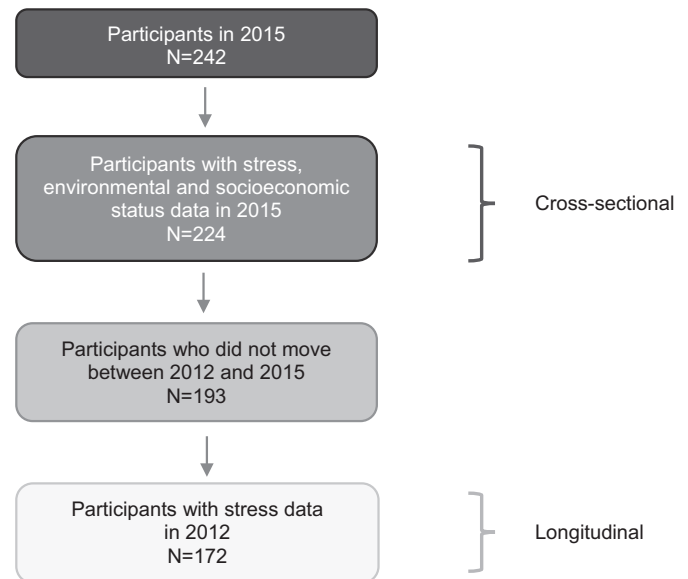 Participants in 2015
N=242
Participants with stress,
environmental and socioeconomic
status data in 2015
N=224
Cross-sectional
Participants who did not move
between 2012 and 2015
N=193
Participants with stress data
in 2012
N=172
Longitudinal